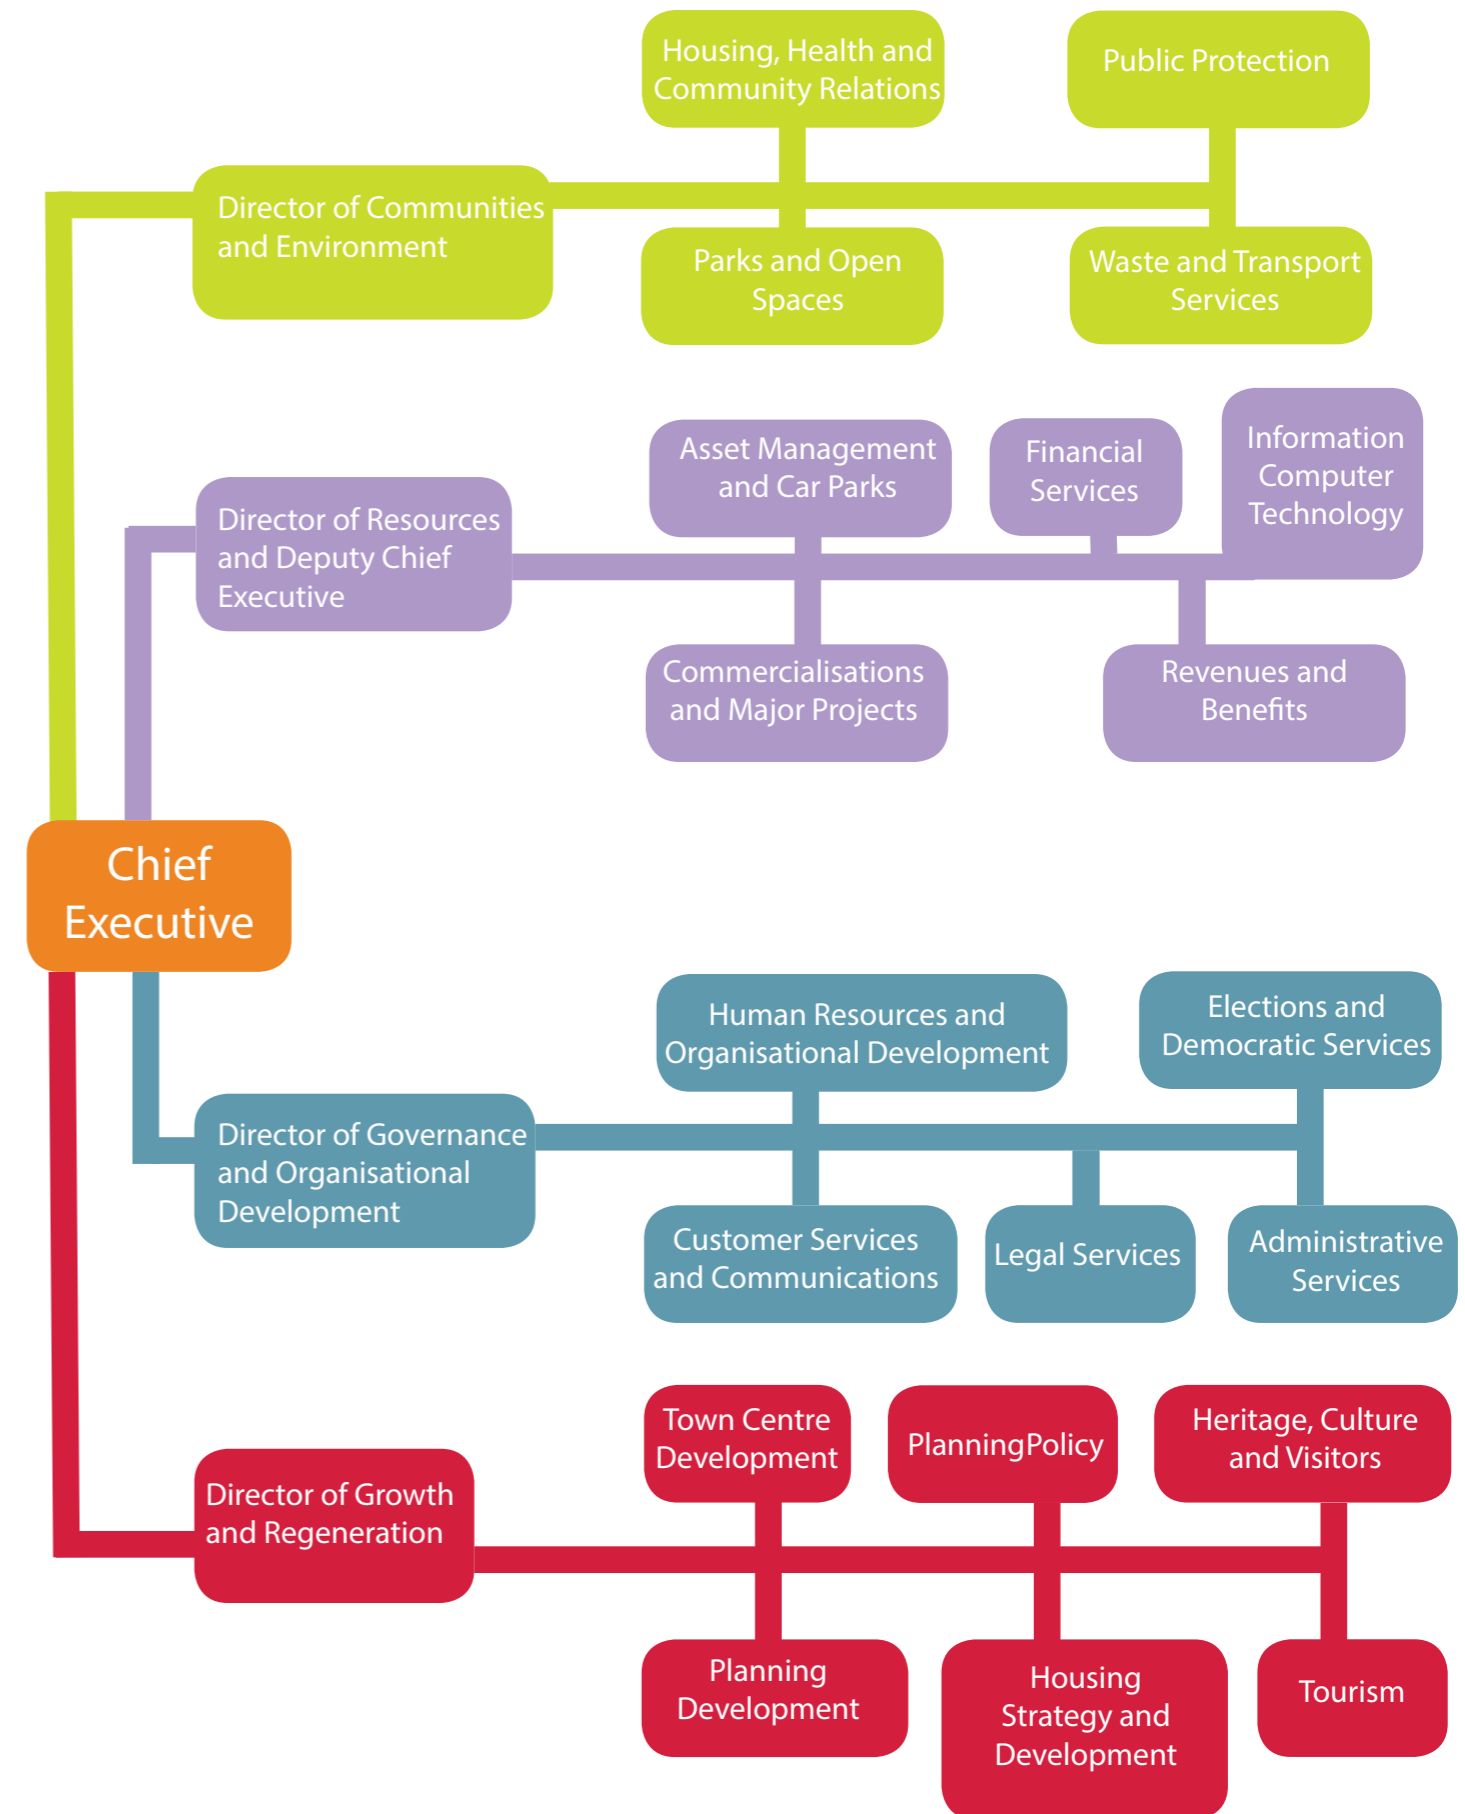 Housing, Health and
Community Relations
Public Protection
Director of Communities
and Environment
Parks and Open
Spaces
Waste and Transport
Services
Asset Management
and Car Parks
Financial
Services
Information
Computer
Technology
Director of Resources
and Deputy Chief
Executive
Commercialisations
and Major Projects
Revenues and
Benefits
Chief
Executive
Human Resources and
Organisational Development
Elections and
Democratic Services
Director of Governance
and Organisational
Development
Customer Services
and Communications
Legal Services
Administrative
Services
Town Centre
Development
PlanningPolicy
Heritage, Culture
and Visitors
Director of Growth
and Regeneration
Planning
Development
Housing
Strategy and
Development
Tourism